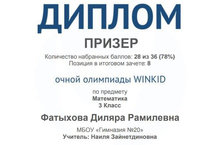 ДИПЛОМ
ПРИЗЕР
Количество набранных баллов: 28 из 36 (78%)
Позиция в итоговом зачете: 8
очной олимпиады WINKID
по предмету
Математика
3 Класс
Фатыхова Диляра Рамилевна
МБОУ «Гимназия №20»
Учитель: Наиля Зайнетдиновна